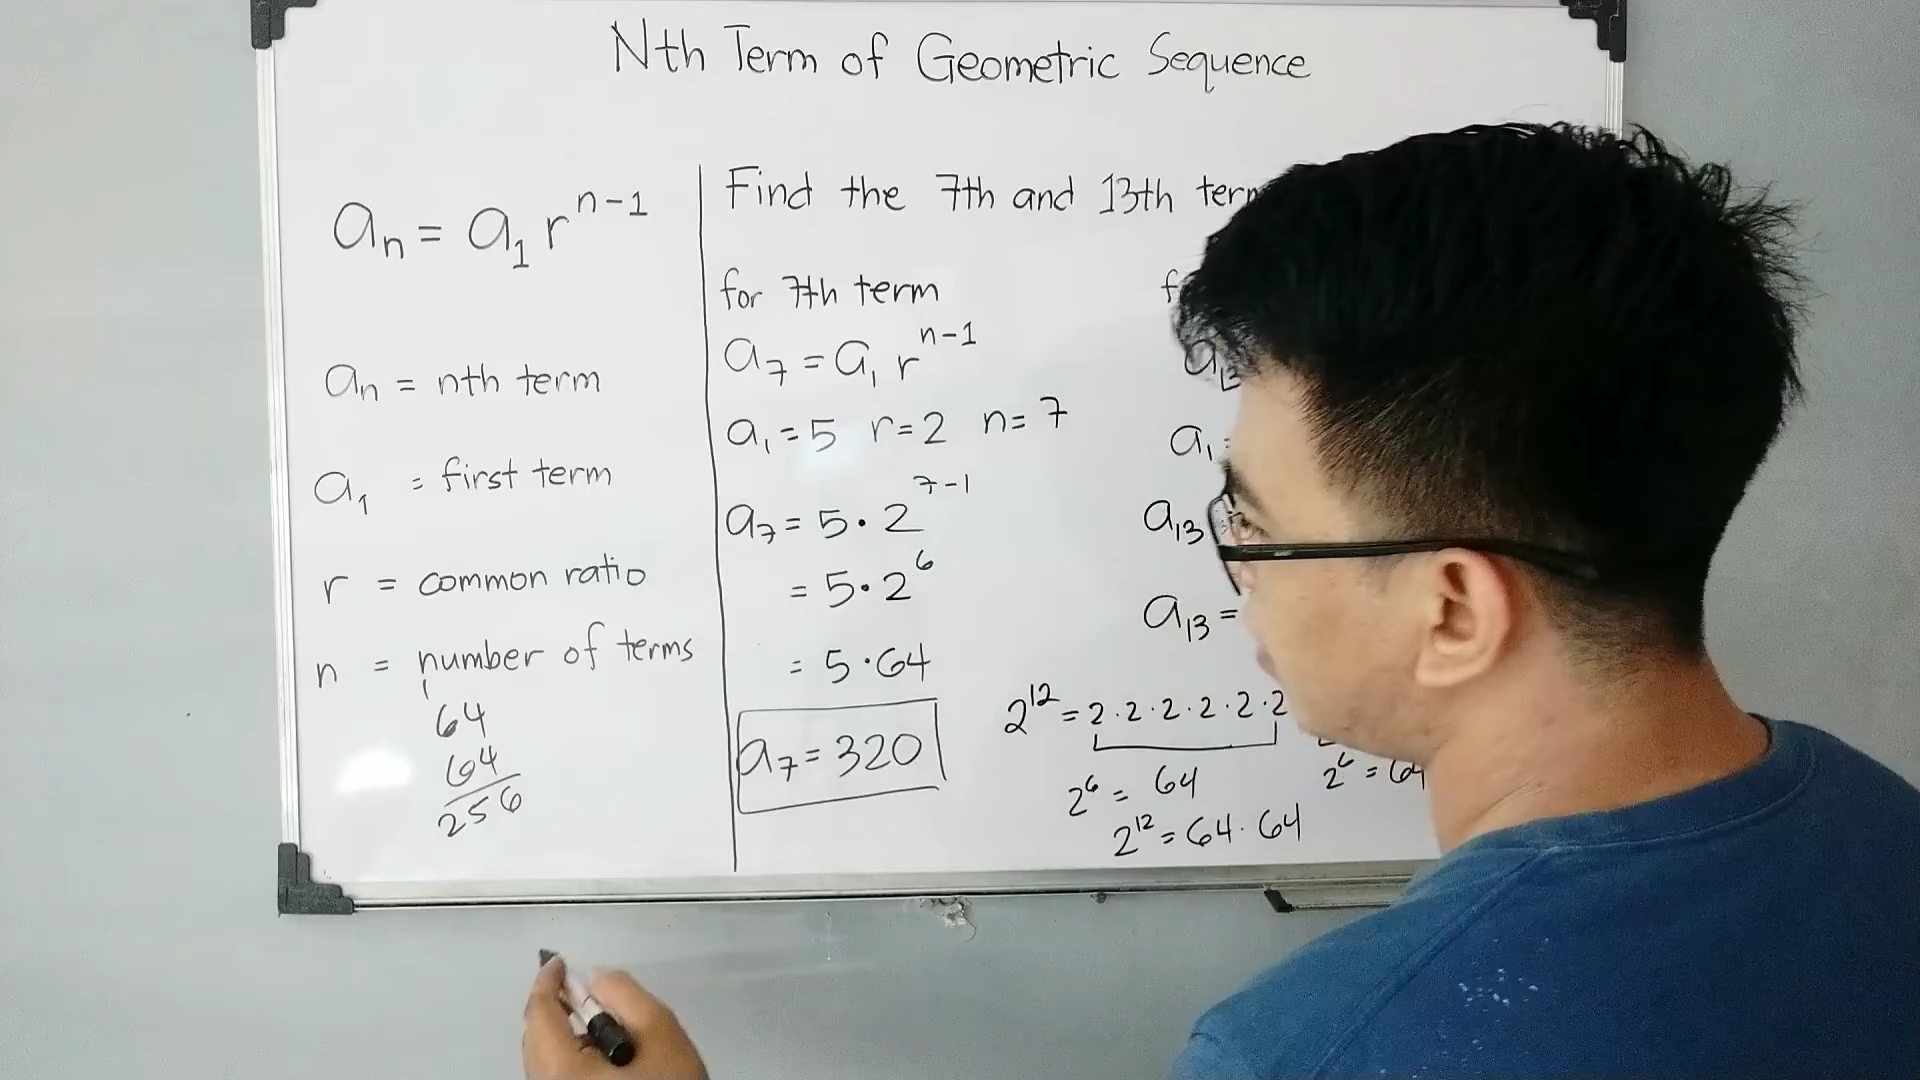 Nth Term of Geometric Sequence
aₙ = a₁ rⁿ⁻¹
aₙ = nth term
a₁ = first term
r = common ratio
n = number of terms
1
64
64
256
Find the 7th and 13th
for 7th term
a₇ = a₁ rⁿ⁻¹
a₁ = 5 r = 2 n = 7
a₇ = 5 · 2⁷⁻¹
= 5 · 2⁶
= 5 · 64
a₇ = 320
a₁₃
a₁ =
a₁₃
a₁₃ =
2¹² = 2 · 2 · 2 · 2 · 2 · 2
2⁶ = 64
2⁶ = 64
2¹² = 64 · 64